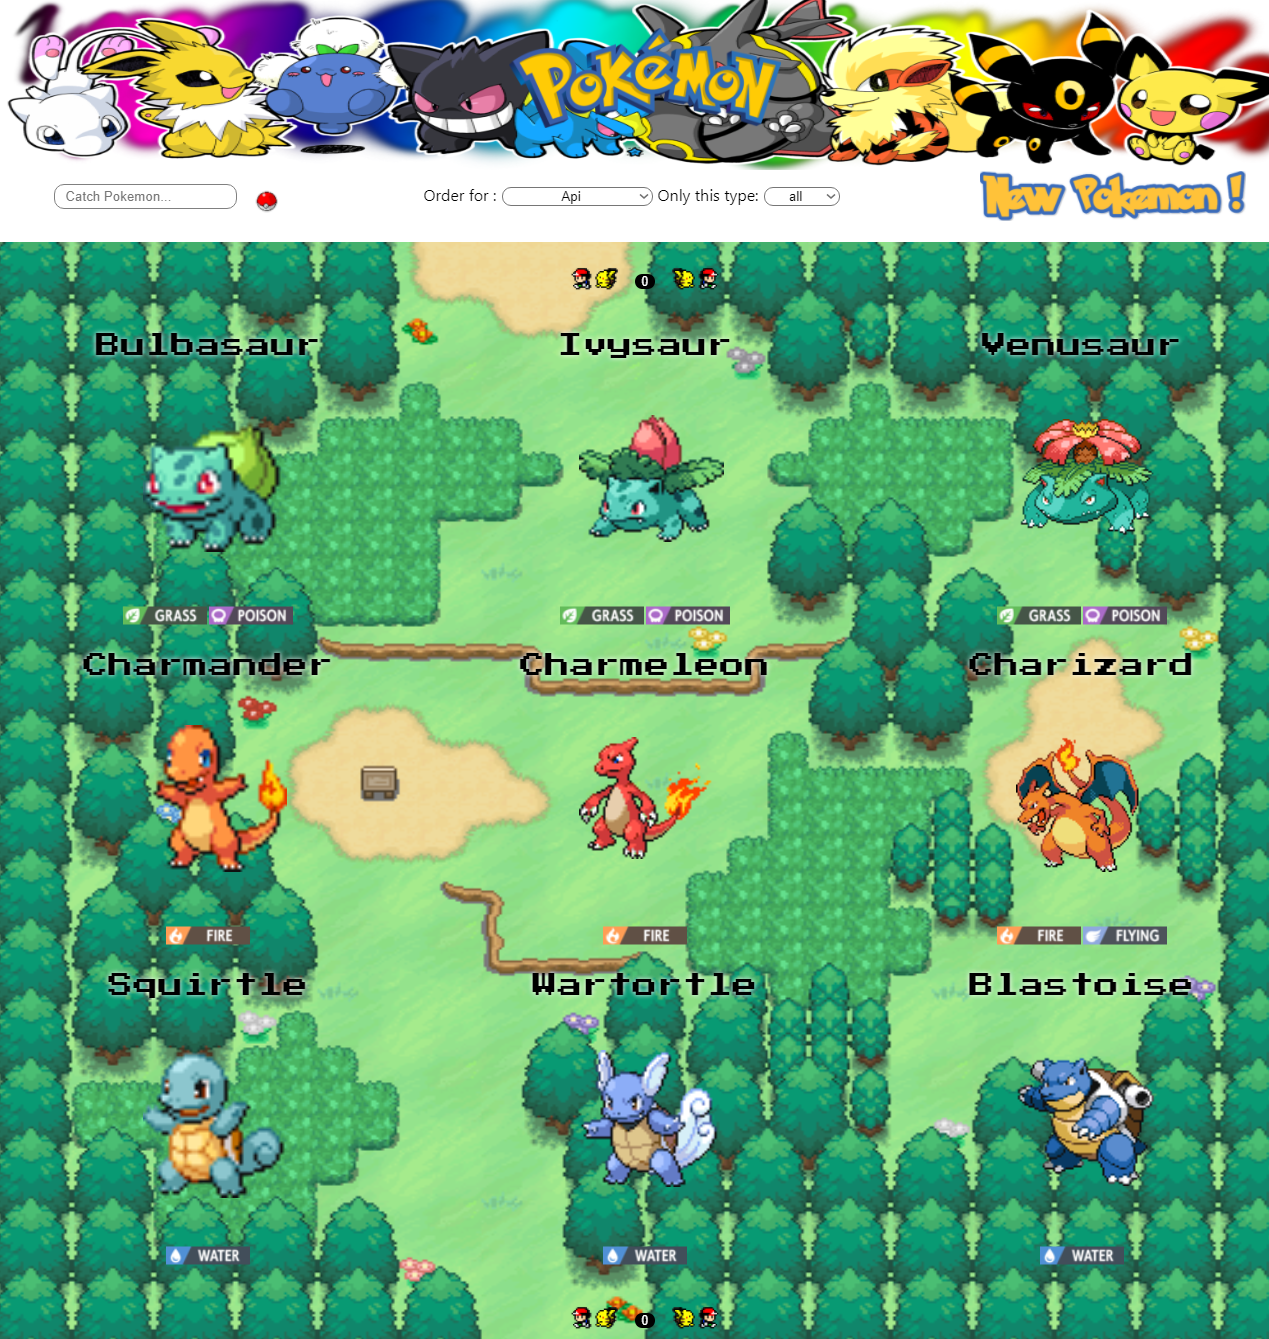 POKéMON
Catch Pokemon...
Order for : Api Only this type: all
New Pokemon !
0
Bulbasaur Ivysaur Venusaur
GRASS POISON GRASS POISON GRASS POISON
Charmander Charmeleon Charizard
FIRE FIRE FIRE FLYING
Squirtle Wartortle Blastoise
WATER WATER WATER
0